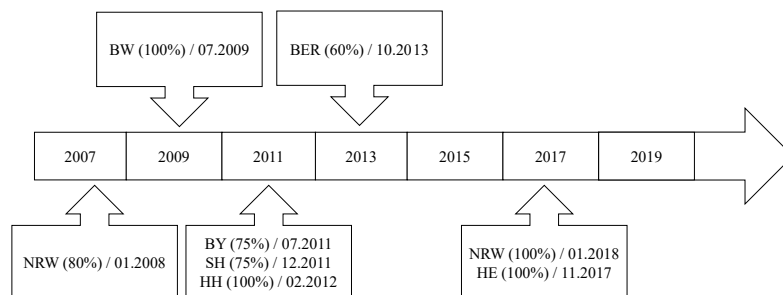 BW (100%) / 07.2009
BER (60%) / 10.2013
2007 2009 2011 2013 2015 2017 2019
NRW (80%) / 01.2008
BY (75%) / 07.2011
SH (75%) / 12.2011
HH (100%) / 02.2012
NRW (100%) / 01.2018
HE (100%) / 11.2017